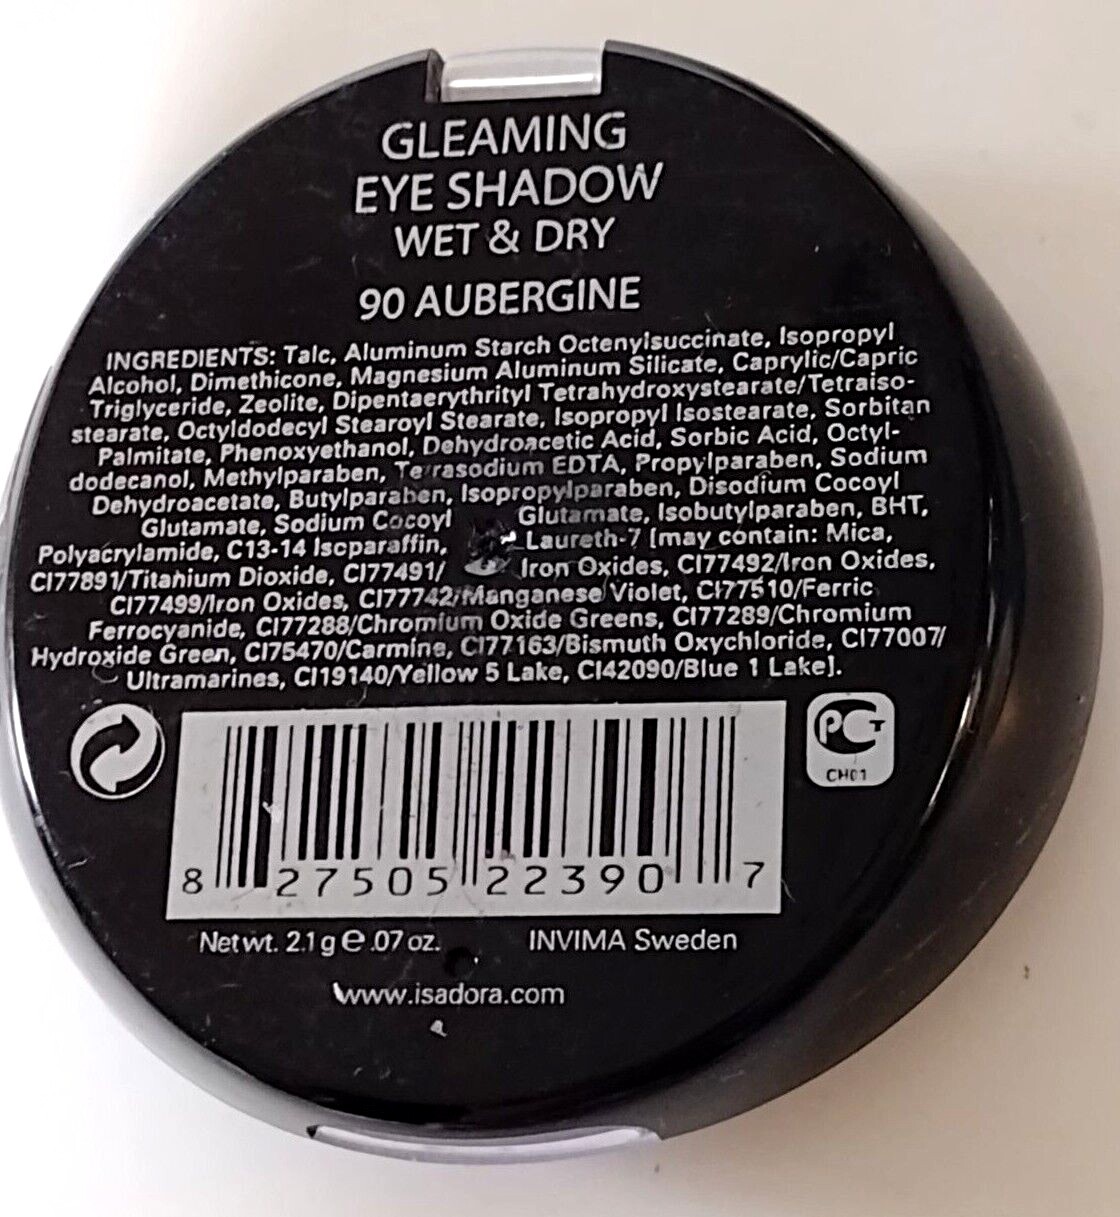 GLEAMING
EYE SHADOW
WET & DRY
90 AUBERGINE
INGREDIENTS: Talc, Aluminum Starch Octenylsuccinate, Isopropyl
Alcohol, Dimethicone, Magnesium Aluminum Silicate, Caprylic/Capric
Triglyceride, Zeolite, Dipentaerythrityl Tetrahydroxystearate/Tetraiso-
stearate, Octyldodecyl Stearoyl Stearate, Isopropyl Isostearate, Sorbitan
Palmitate, Phenoxyethanol, Dehydroacetic Acid, Sorbic Acid, Octyl-
dodecanol, Methylparaben, Tetrasodium EDTA, Propylparaben, Sodium
Dehydroacetate, Butylparaben, Isopropylparaben, Disodium Cocoyl
Glutamate, Sodium Cocoyl Glutamate, Isobutylparaben, BHT,
Polyacrylamide, C13-14 Isoparaffin, Laureth-7 [may contain: Mica,
CI77891/Titanium Dioxide, CI77491/ Iron Oxides, CI77492/Iron Oxides,
CI77499/Iron Oxides, CI77742/Manganese Violet, CI77510/Ferric
Ferrocyanide, CI77288/Chromium Oxide Greens, CI77289/Chromium
Hydroxide Green, CI75470/Carmine, CI77163/Bismuth Oxychloride, CI77007/
Ultramarines, CI19140/Yellow 5 Lake, CI42090/Blue 1 Lake].
PCT
CH01
8 27505 22390 7
Net wt. 2.1 g e .07 oz. INVIMA Sweden
www.isadora.com